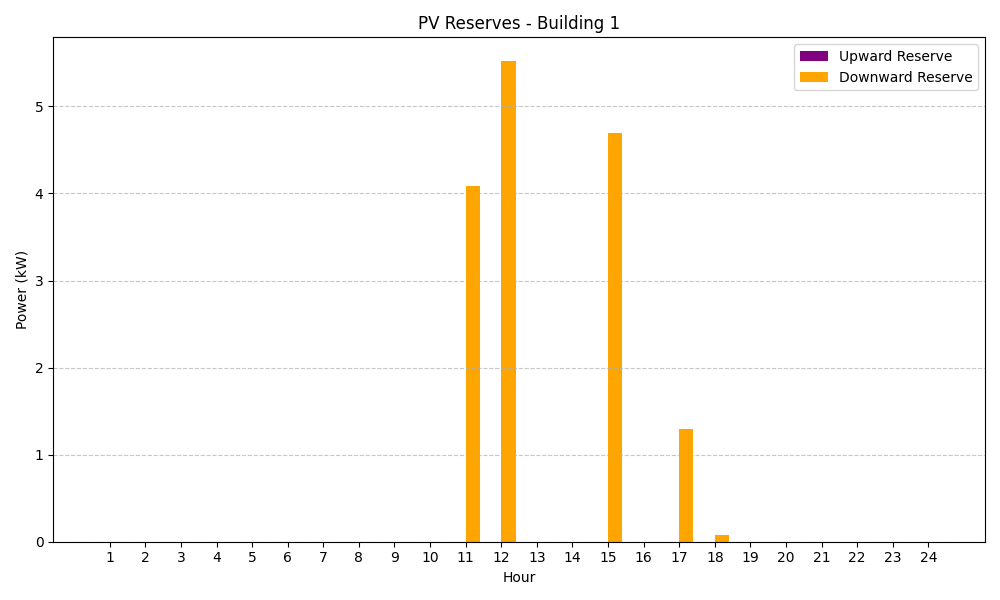 PV Reserves - Building 1
Upward Reserve
Downward Reserve
Power (kW)
5
4
3
2
1
0
1 2 3 4 5 6 7 8 9 10 11 12 13 14 15 16 17 18 19 20 21 22 23 24
Hour